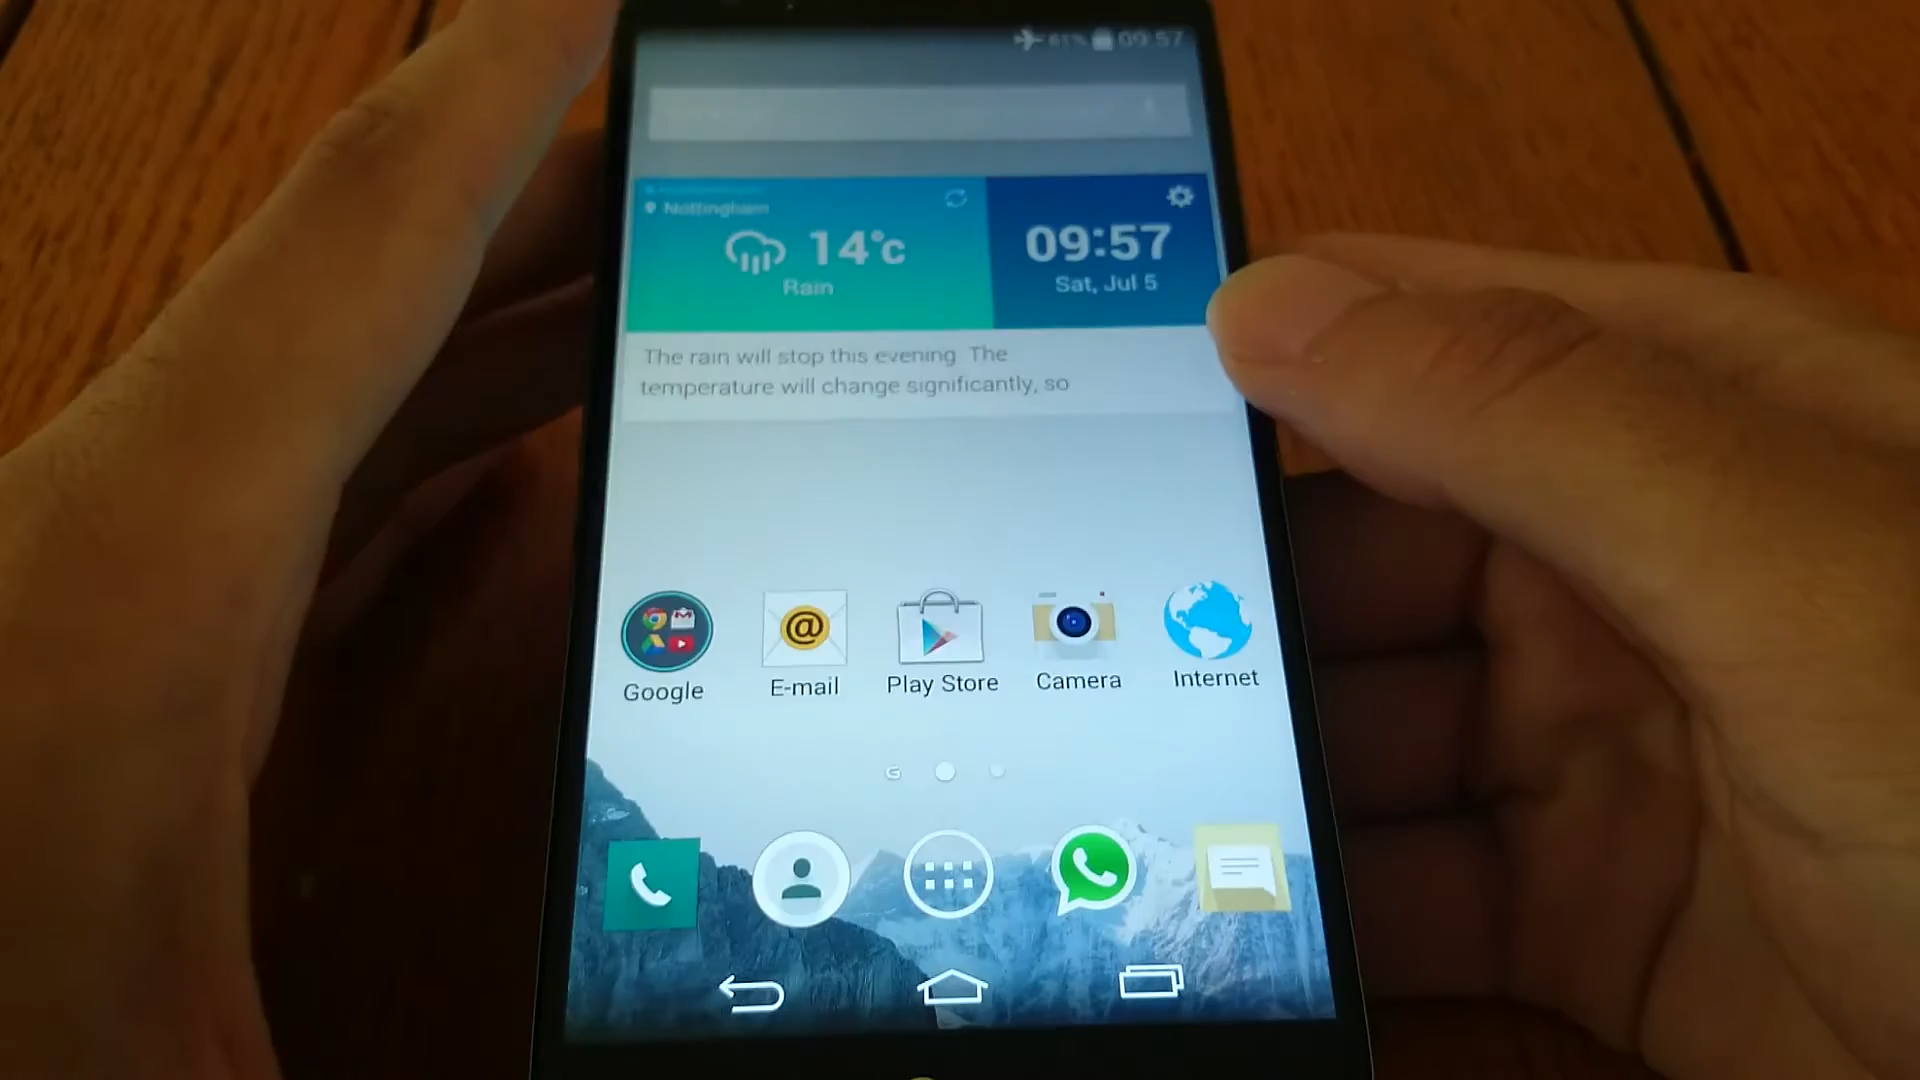 61% 09:57
Nottingham
14°c
Rain
09:57
Sat, Jul 5
The rain will stop this evening. The
temperature will change significantly, so
Google
E-mail
Play Store
Camera
Internet